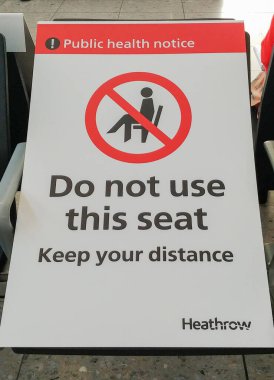 ! Public health notice
Do not use
this seat
Keep your distance
Heathrow